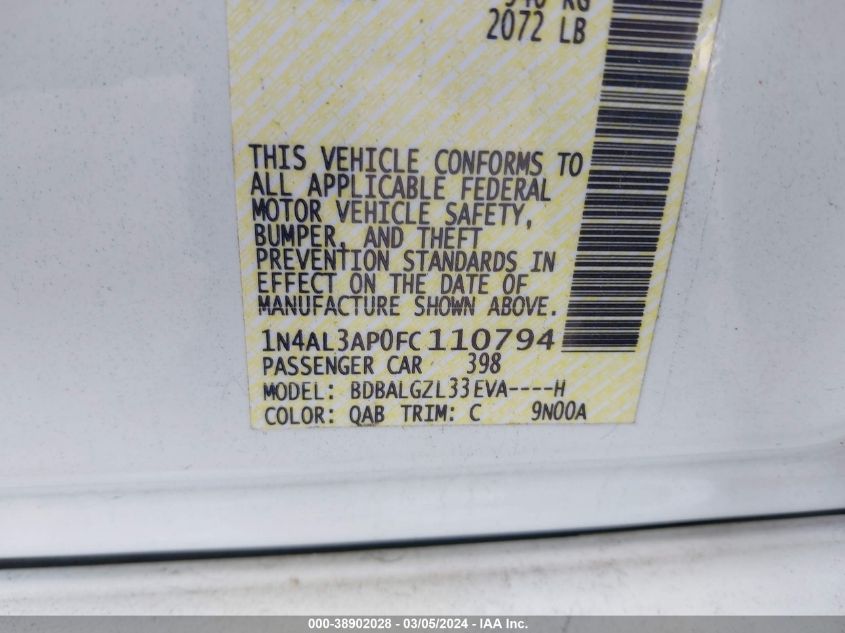 KG
2072 LB
THIS VEHICLE CONFORMS TO
ALL APPLICABLE FEDERAL
MOTOR VEHICLE SAFETY,
BUMPER, AND THEFT
PREVENTION STANDARDS IN
EFFECT ON THE DATE OF
MANUFACTURE SHOWN ABOVE.
1N4AL3AP0FC110794
PASSENGER CAR 398
MODEL: BDBALGZL33EVA----H
COLOR: QAB TRIM: C 9N00A
000-38902028 - 03/05/2024 - IAA Inc.